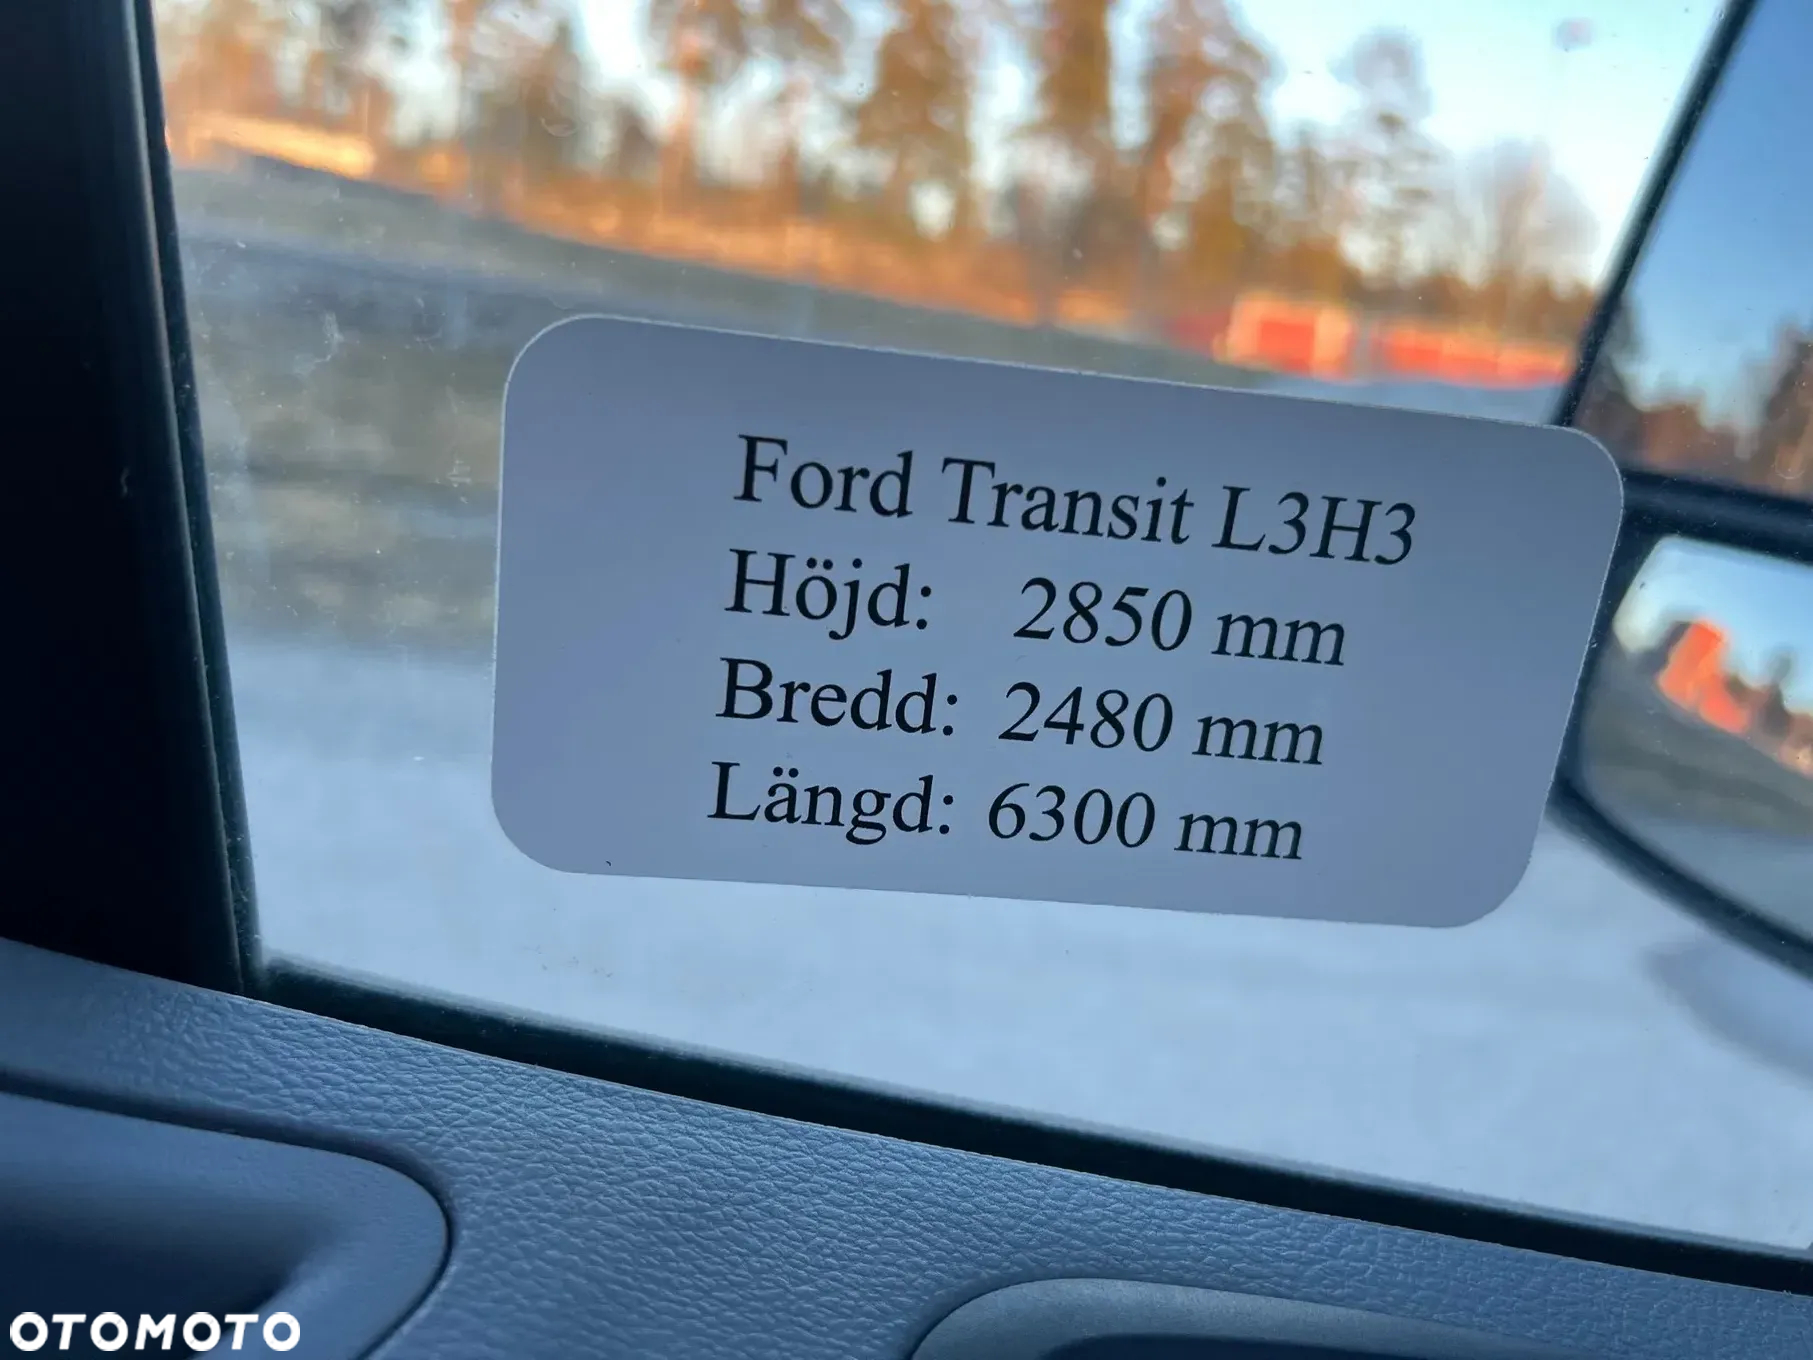 Ford Transit L3H3
Höjd: 2850 mm
Bredd: 2480 mm
Längd: 6300 mm
OTOMOTO